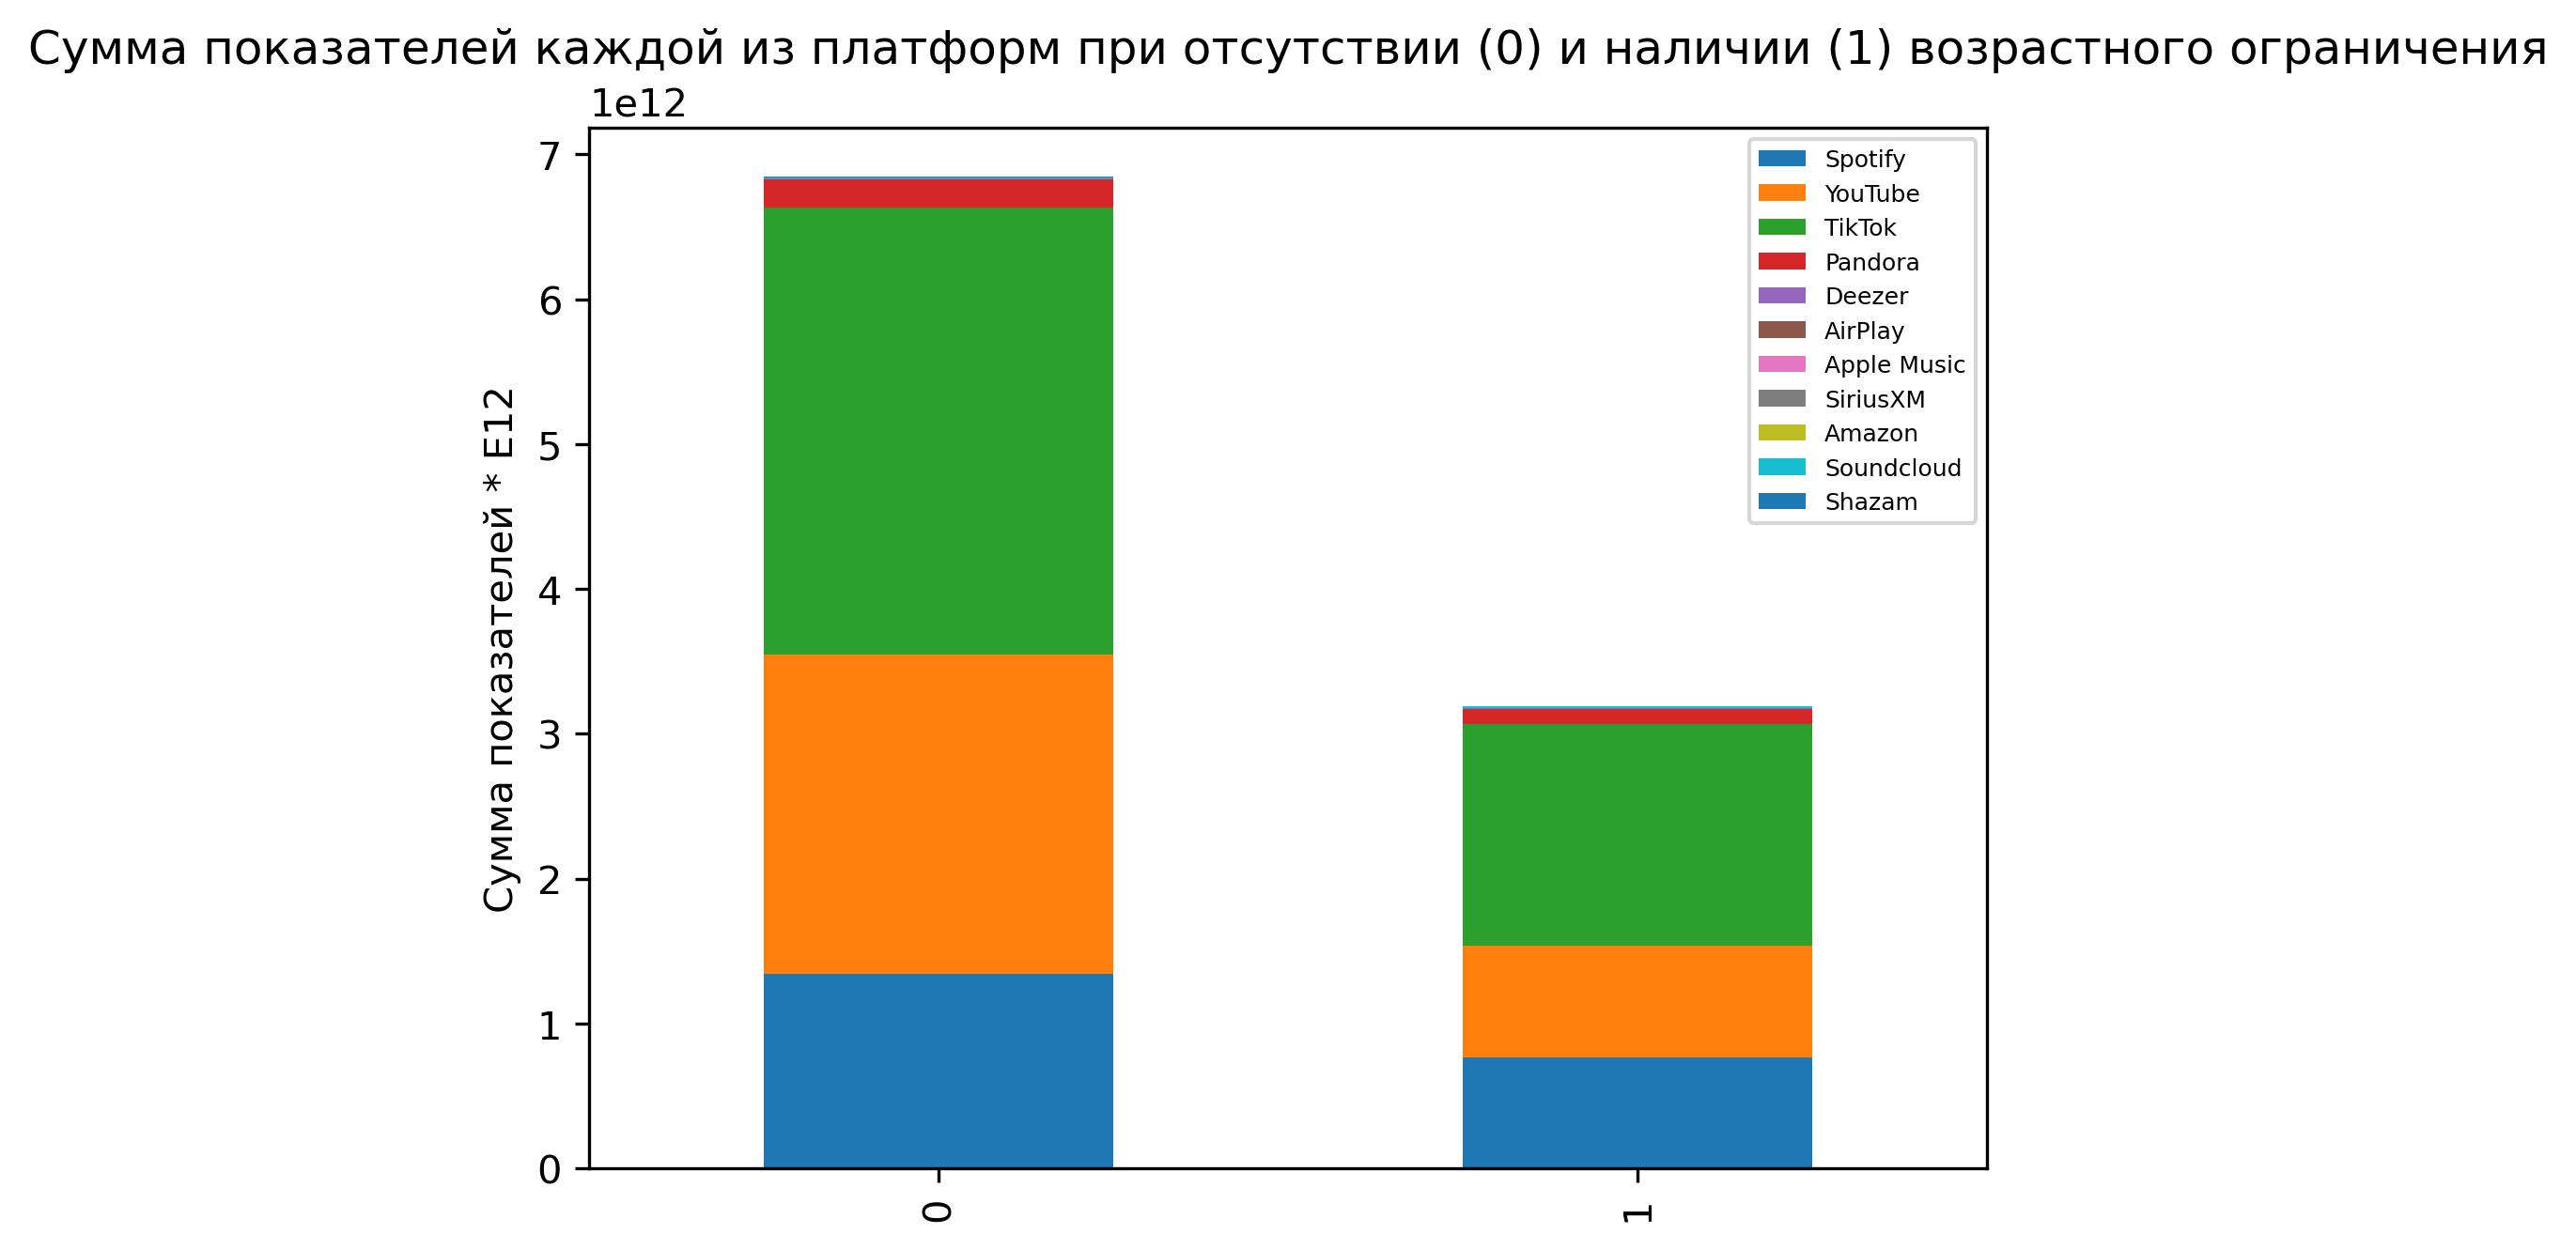 Сумма показателей каждой из платформ при отсутствии (0) и наличии (1) возрастного ограничения
1e12
7
6
5
4
3
2
1
0
Сумма показателей * E12
Spotify
YouTube
TikTok
Pandora
Deezer
AirPlay
Apple Music
SiriusXM
Amazon
Soundcloud
Shazam
0
1